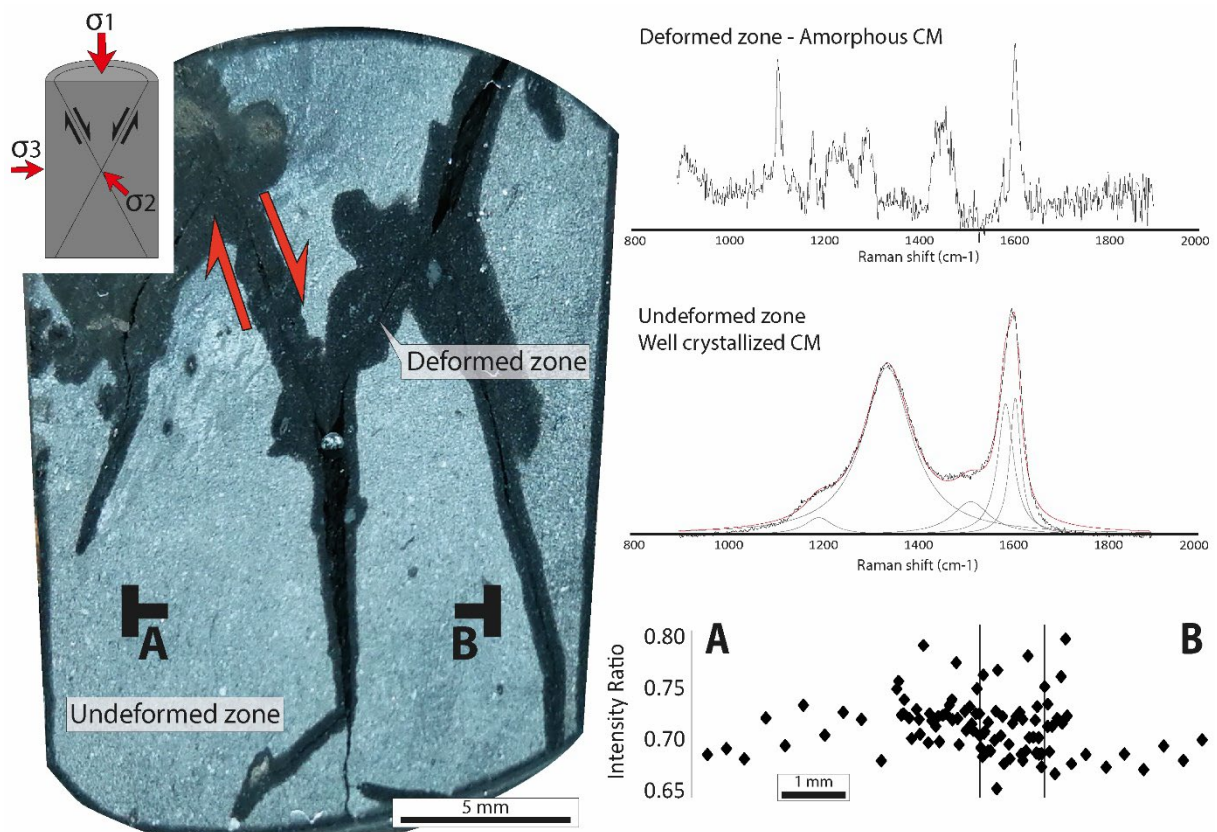 σ1
σ3
σ2
Deformed zone
A
B
Undeformed zone
5 mm
Deformed zone - Amorphous CM
800 1000 1200 1400 1600 1800 2000
Raman shift (cm-1)
Undeformed zone
Well crystallized CM
800 1000 1200 1400 1600 1800 2000
Raman shift (cm-1)
A
B
Intensity Ratio
0.80
0.75
0.70
0.65
1 mm